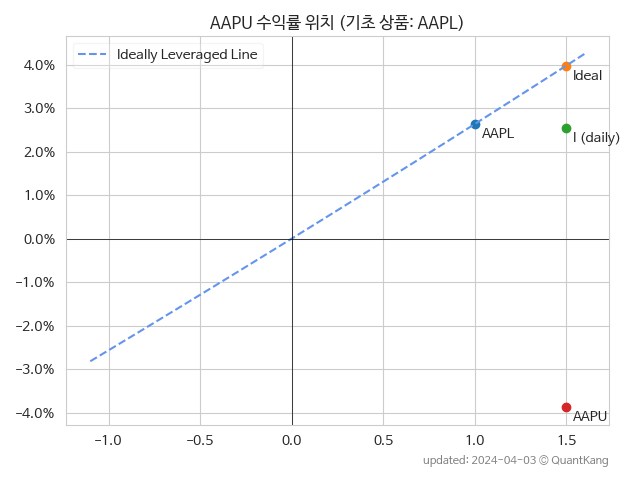 AAPU 수익률 위치 (기초 상품: AAPL)
Ideally Leveraged Line
4.0%
3.0%
2.0%
1.0%
0.0%
−1.0%
−2.0%
−3.0%
−4.0%
Ideal
AAPL
I (daily)
AAPU
−1.0
−0.5
0.0
0.5
1.0
1.5
updated: 2024-04-03 © QuantKang